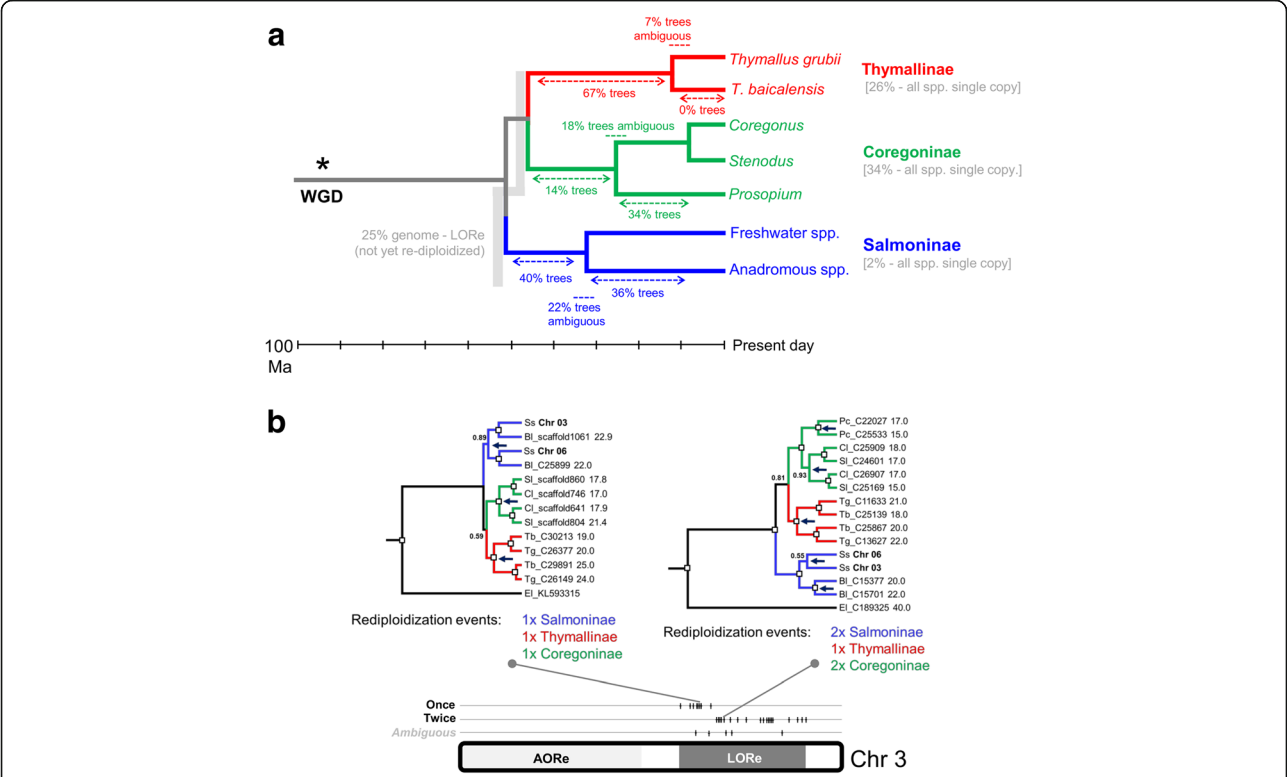 a
7% trees
ambiguous
Thymallus grubii
T. baicalensis
67% trees
0% trees
Thymallinae
[26% - all spp. single copy]
18% trees ambiguous
Coregonus
Stenodus
Prosopium
14% trees
34% trees
Coregoninae
[34% - all spp. single copy.]
*
WGD
25% genome - LORe
(not yet re-diploidized)
Freshwater spp.
Anadromous spp.
40% trees
36% trees
22% trees
ambiguous
Salmoninae
[2% - all spp. single copy]
100
Ma
Present day
b
Ss Chr 03
Bl_scaffold1061 22.9
Ss Chr 06
Bl_C25899 22.0
Sl_scaffold860 17.8
Cl_scaffold746 17.0
Cl_scaffold641 17.9
Sl_scaffold804 21.4
Tb_C30213 19.0
Tg_C26377 20.0
Tb_C29891 25.0
Tg_C26149 24.0
El_KL593315
0.89
0.59
Rediploidization events:
1x Salmoninae
1x Thymallinae
1x Coregoninae
Pc_C22027 17.0
Pc_C25533 15.0
Cl_C25909 18.0
Sl_C24601 17.0
Cl_C26907 17.0
Sl_C25169 15.0
Tg_C11633 21.0
Tb_C25139 18.0
Tb_C25867 20.0
Tg_C13627 22.0
Ss Chr 06
Ss Chr 03
Bl_C15377 20.0
Bl_C15701 22.0
El_C189325 40.0
0.81
0.93
0.55
Rediploidization events:
2x Salmoninae
1x Thymallinae
2x Coregoninae
Once
Twice
Ambiguous
AORe
LORe
Chr 3